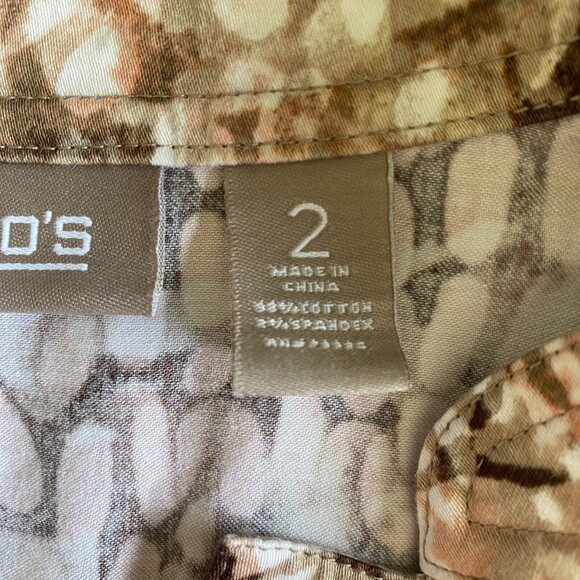 O'S
2
MADE IN
CHINA
98% COTTON
2% SPANDEX